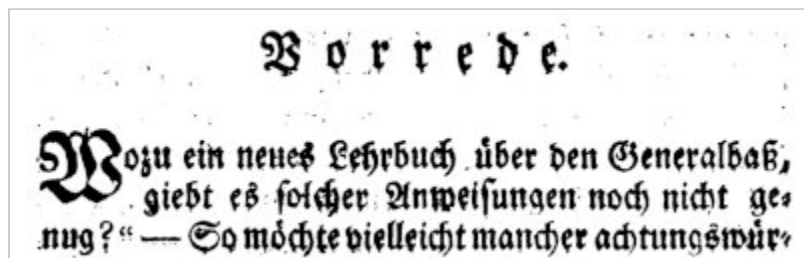 Vorrede.
Wozu ein neues Lehrbuch über den Generalbaß,
giebt es solcher Anweisungen noch nicht ge-
nug?“ — So möchte vielleicht mancher achtungswür-